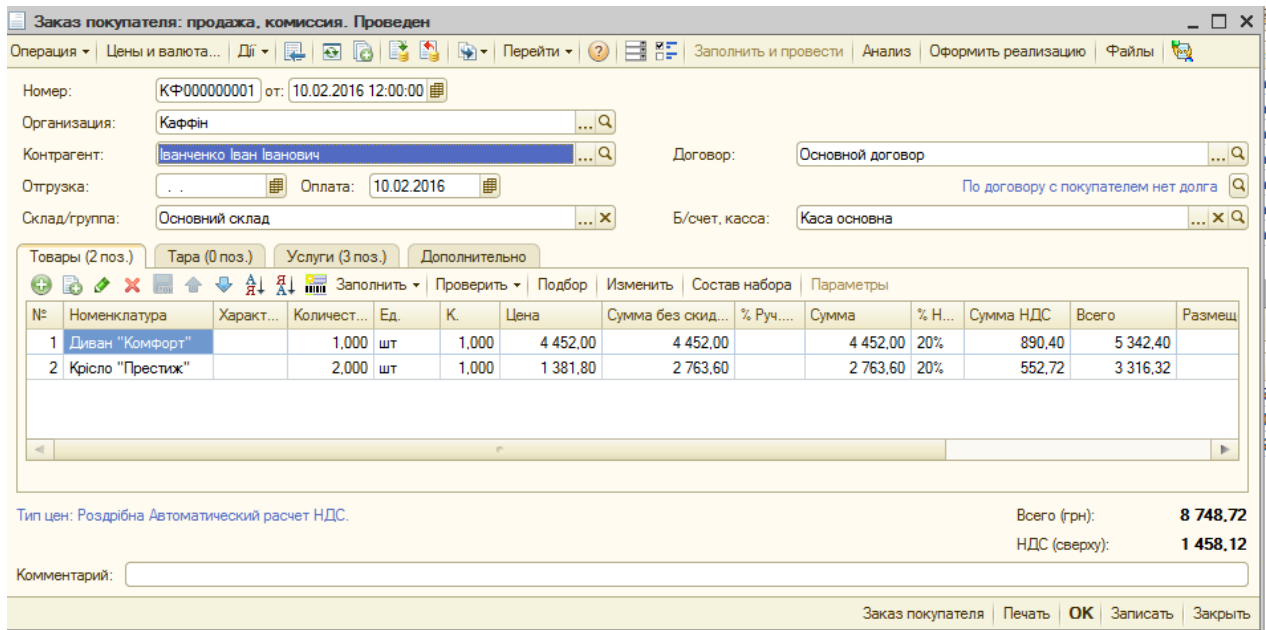 Заказ покупателя: продажа, комиссия. Проведен
Операция Цены и валюта... Дії Перейти Заполнить и провести Анализ Оформить реализацию Файлы
Номер: КФ000000001 от: 10.02.2016 12:00:00
Организация: Каффін
Контрагент: Іванченко Іван Іванович Договор: Основной договор
Отгрузка: . . Оплата: 10.02.2016 По договору с покупателем нет долга
Склад/группа: Основний склад Б/счет, касса: Каса основна
Товары (2 поз.) Тара (0 поз.) Услуги (3 поз.) Дополнительно
Заполнить Проверить Подбор Изменить Состав набора Параметры
№ Номенклатура Характ... Количест... Ед. К. Цена Сумма без скид... % Руч.... Сумма % Н... Сумма НДС Всего Размещ
1 Диван "Комфорт" 1,000 шт 1,000 4 452,00 4 452,00 4 452,00 20% 890,40 5 342,40
2 Крісло "Престиж" 2,000 шт 1,000 1 381,80 2 763,60 2 763,60 20% 552,72 3 316,32
Тип цен: Роздрібна Автоматический расчет НДС. Всего (грн): 8 748,72
НДС (сверху): 1 458,12
Комментарий:
Заказ покупателя Печать OK Записать Закрыть